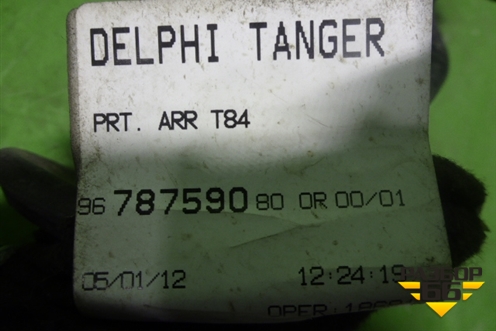 DELPHI TANGER
PRT. ARR T84
96 787590 80 OR 00/01
05/01/12 12:24:19